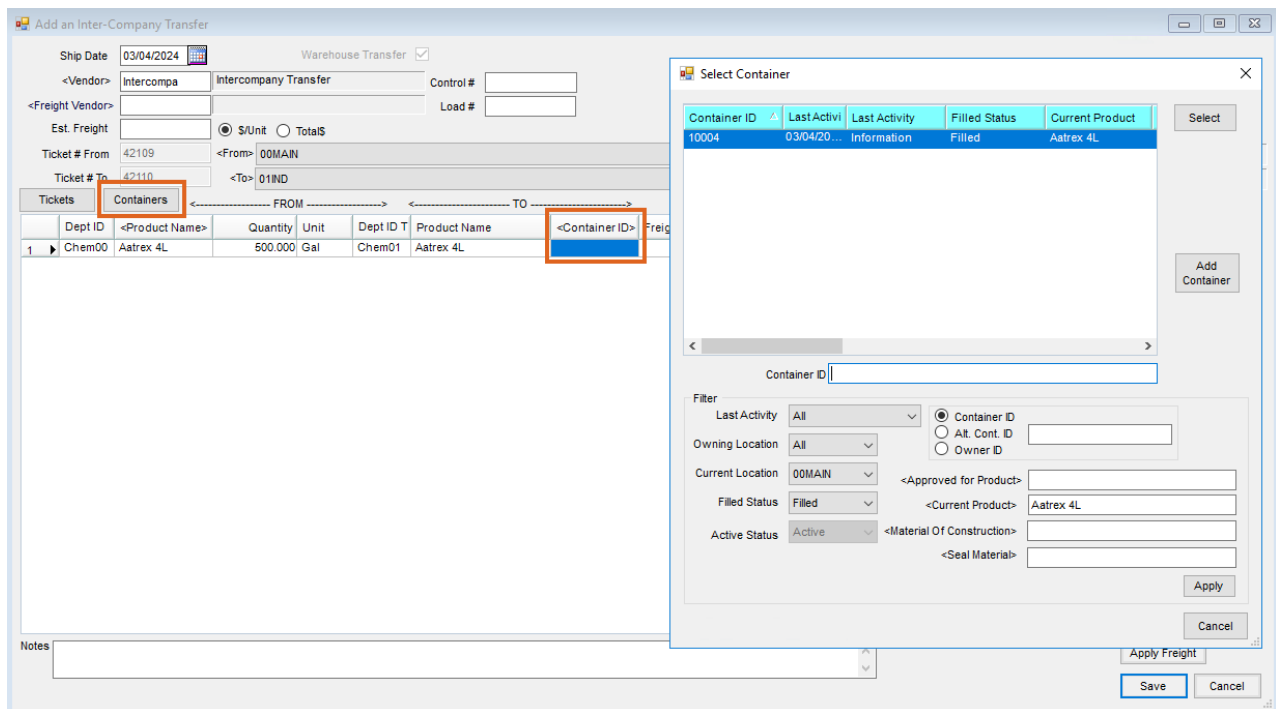 Add an Inter-Company Transfer
Ship Date 03/04/2024 Warehouse Transfer
<Vendor> Intercompa Intercompany Transfer Control #
<Freight Vendor> Load #
Est. Freight $/Unit Total$
Ticket # From 42109 <From> 00MAIN
Ticket # To 42110 <To> 01IND
Tickets Containers <------------------- FROM -------------------> <------------------------ TO ------------------------>
Dept ID <Product Name> Quantity Unit Dept ID T Product Name <Container ID> Freig
1 Chem00 Aatrex 4L 500.000 Gal Chem01 Aatrex 4L
Notes
Apply Freight
Save Cancel
Select Container
Container ID Last Activi Last Activity Filled Status Current Product Select
10004 03/04/20... Information Filled Aatrex 4L
Add
Container
Container ID
Filter
Last Activity All Container ID
Alt. Cont. ID
Owning Location All Owner ID
Current Location 00MAIN <Approved for Product>
Filled Status Filled <Current Product> Aatrex 4L
Active Status Active <Material Of Construction>
<Seal Material>
Apply
Cancel